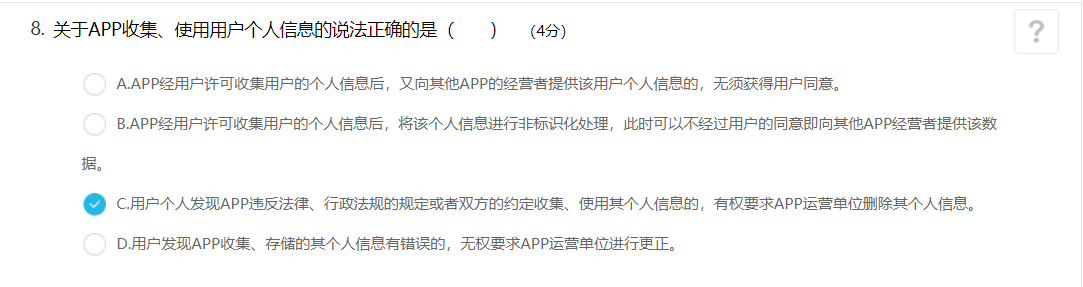 8. 关于APP收集、使用用户个人信息的说法正确的是（　　） （4分）
?
A.APP经用户许可收集用户的个人信息后，又向其他APP的经营者提供该用户个人信息的，无须获得用户同意。
B.APP经用户许可收集用户的个人信息后，将该个人信息进行非标识化处理，此时可以不经过用户的同意即向其他APP经营者提供该数
据。
C.用户个人发现APP违反法律、行政法规的规定或者双方的约定收集、使用其个人信息的，有权要求APP运营单位删除其个人信息。
D.用户发现APP收集、存储的其个人信息有错误的，无权要求APP运营单位进行更正。